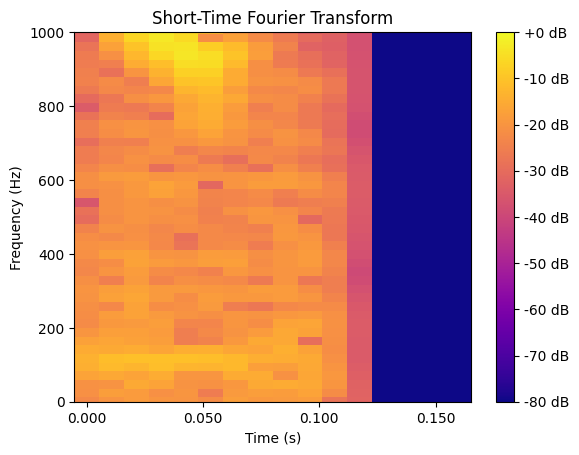 Short-Time Fourier Transform
1000
800
600
400
200
0
Frequency (Hz)
0.000
0.050
0.100
0.150
Time (s)
+0 dB
-10 dB
-20 dB
-30 dB
-40 dB
-50 dB
-60 dB
-70 dB
-80 dB